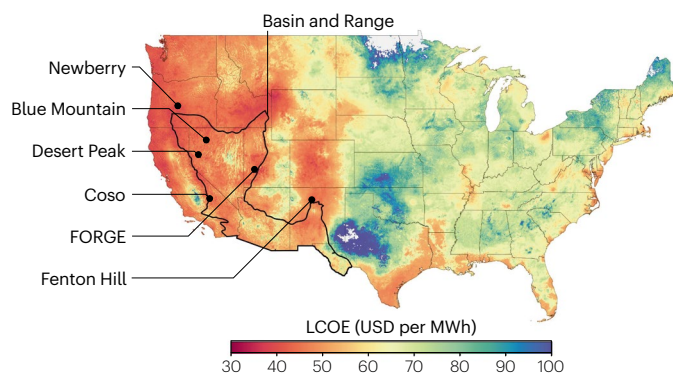 Basin and Range
Newberry
Blue Mountain
Desert Peak
Coso
FORGE
Fenton Hill
LCOE (USD per MWh)
30 40 50 60 70 80 90 100